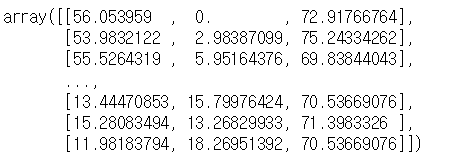 array([[56.053959  ,  0.        , 72.91766764],
       [53.9832122 ,  2.98387099, 75.24334262],
       [55.5264319 ,  5.95164376, 69.83844043],
       ...,
       [13.44470853, 15.79976424, 70.53669076],
       [15.28083494, 13.26829933, 71.3983326 ],
       [11.98183794, 18.26951392, 70.53669076]])